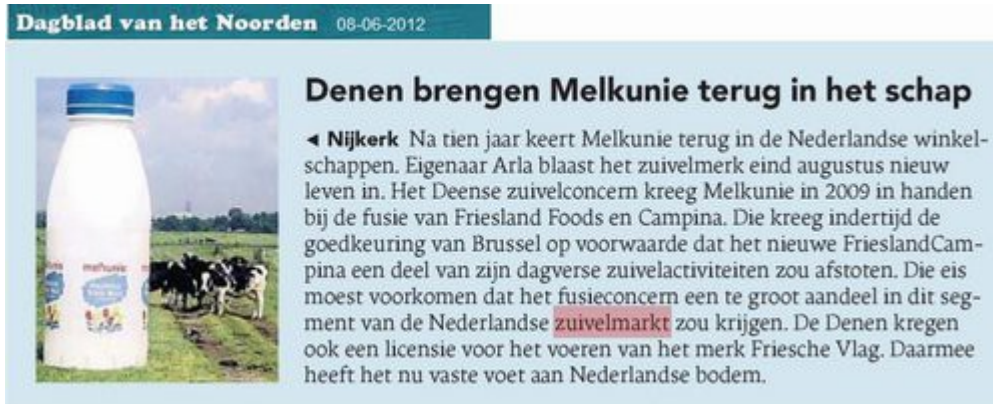 Dagblad van het Noorden 08-06-2012
Denen brengen Melkunie terug in het schap
◄ Nijkerk Na tien jaar keert Melkunie terug in de Nederlandse winkel-
schappen. Eigenaar Arla blaast het zuivelmerk eind augustus nieuw
leven in. Het Deense zuivelconcern kreeg Melkunie in 2009 in handen
bij de fusie van Friesland Foods en Campina. Die kreeg indertijd de
goedkeuring van Brussel op voorwaarde dat het nieuwe FrieslandCam-
pina een deel van zijn dagverse zuivelactiviteiten zou afstoten. Die eis
moest voorkomen dat het fusieconcern een te groot aandeel in dit seg-
ment van de Nederlandse zuivelmarkt zou krijgen. De Denen kregen
ook een licensie voor het voeren van het merk Friesche Vlag. Daarmee
heeft het nu vaste voet aan Nederlandse bodem.
melkunie